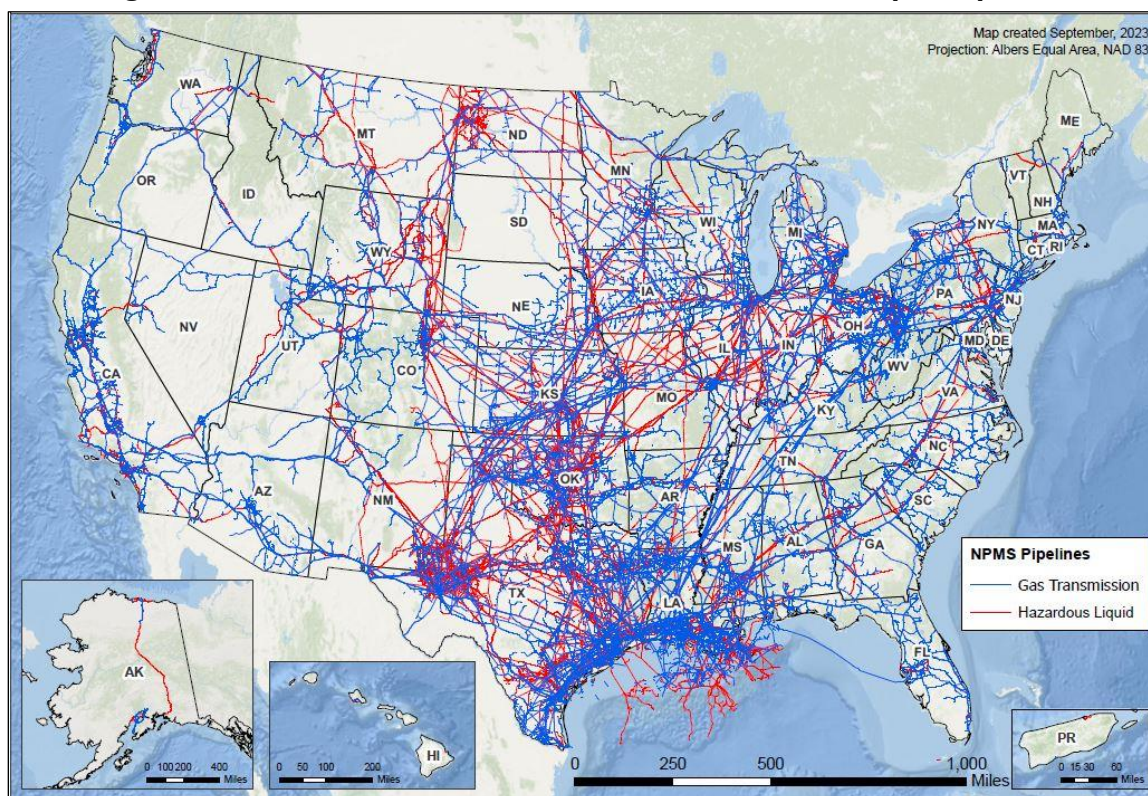 Map created September, 2023
Projection: Albers Equal Area, NAD 83
WA
MT
ND
ME
OR
ID
MN
VT
NH
SD
WI
MI
NY
MA
CT
RI
WY
IA
PA
NE
NJ
NV
UT
OH
IL
IN
MD
DE
CA
CO
WV
KS
MO
KY
VA
NC
TN
AZ
NM
OK
AR
SC
MS
AL
GA
TX
LA
FL
NPMS Pipelines
Gas Transmission
Hazardous Liquid
AK
0 100 200 400
Miles
HI
0 50 100 200
Miles
0 250 500 1,000
Miles
PR
0 15 30 60
Miles